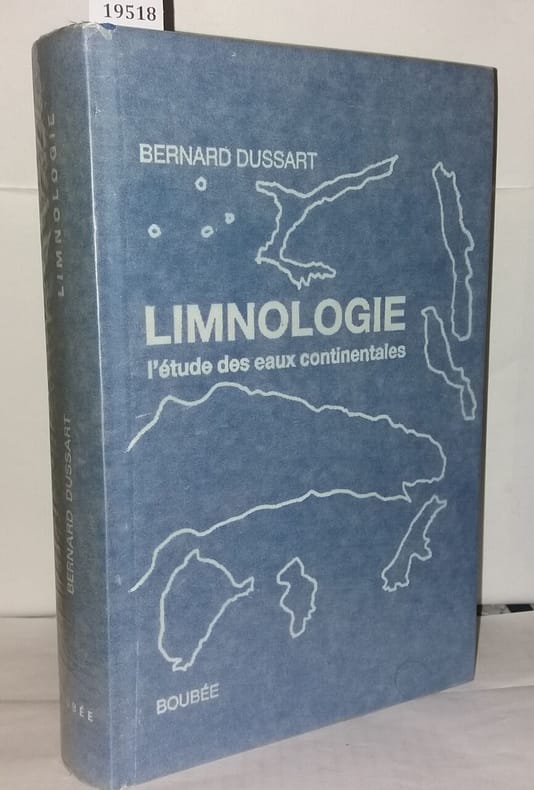 19518
BERNARD DUSSART
LIMNOLOGIE
l'étude des eaux continentales
BOUBÉE
LIMNOLOGIE
BERNARD DUSSART